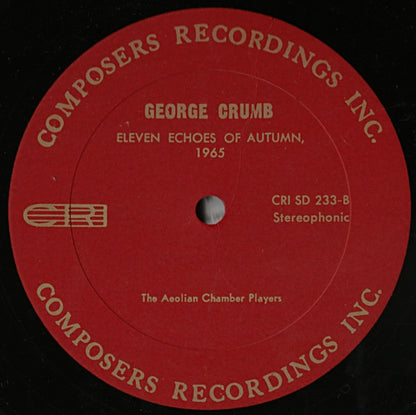 COMPOSERS RECORDINGS INC.
GEORGE CRUMB
ELEVEN ECHOES OF AUTUMN,
1965
CRI
CRI SD 233-B
Stereophonic
The Aeolian Chamber Players
COMPOSERS RECORDINGS INC.